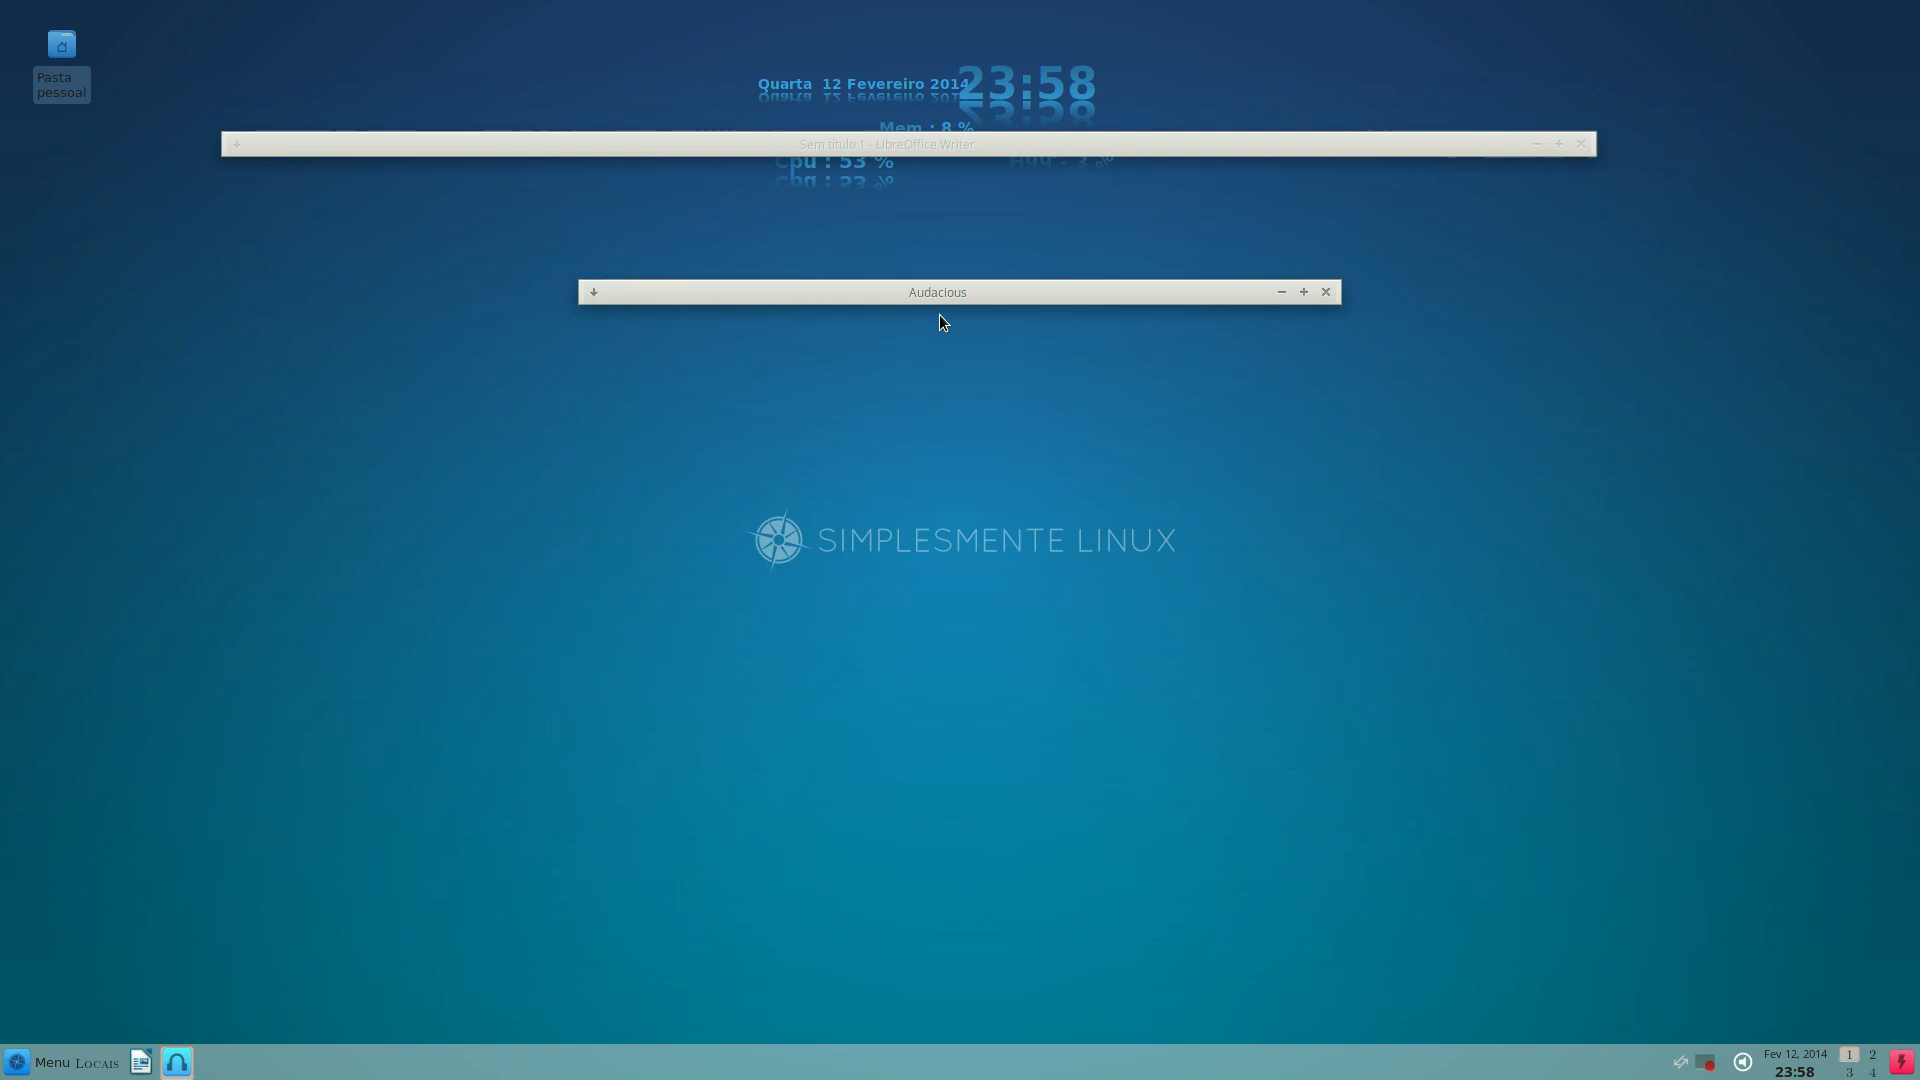 Pasta
pessoal
Quarta 12 Fevereiro 2014
23:58
Mem : 8 %
Sem título 1 - LibreOffice Writer
Cpu : 53 %
Audacious
SIMPLESMENTE LINUX
Menu Locais
Fev 12, 2014
23:58
1 2
3 4